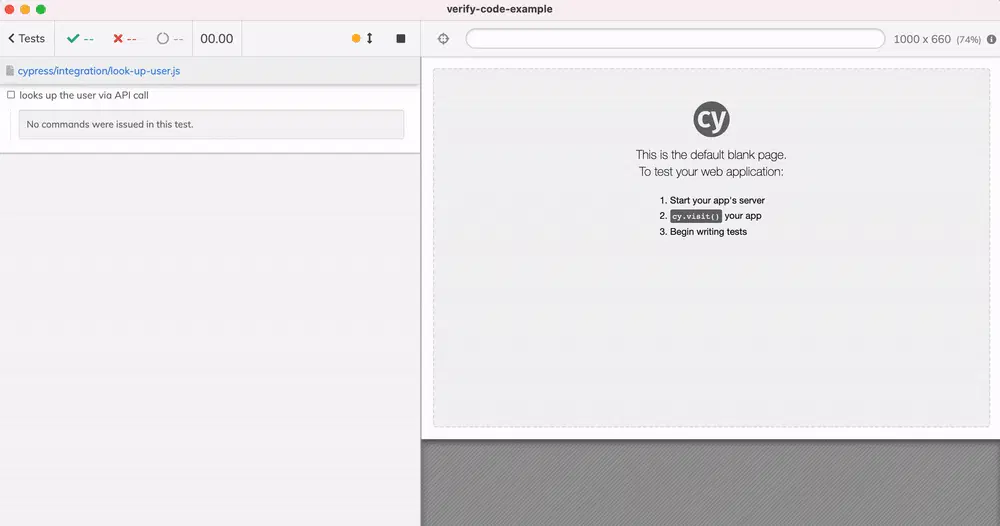 verify-code-example
Tests -- -- -- 00.00 1000 x 660 (74%)
cypress/integration/look-up-user.js
looks up the user via API call
No commands were issued in this test.
cy
This is the default blank page.
To test your web application:
1. Start your app's server
2. cy.visit() your app
3. Begin writing tests